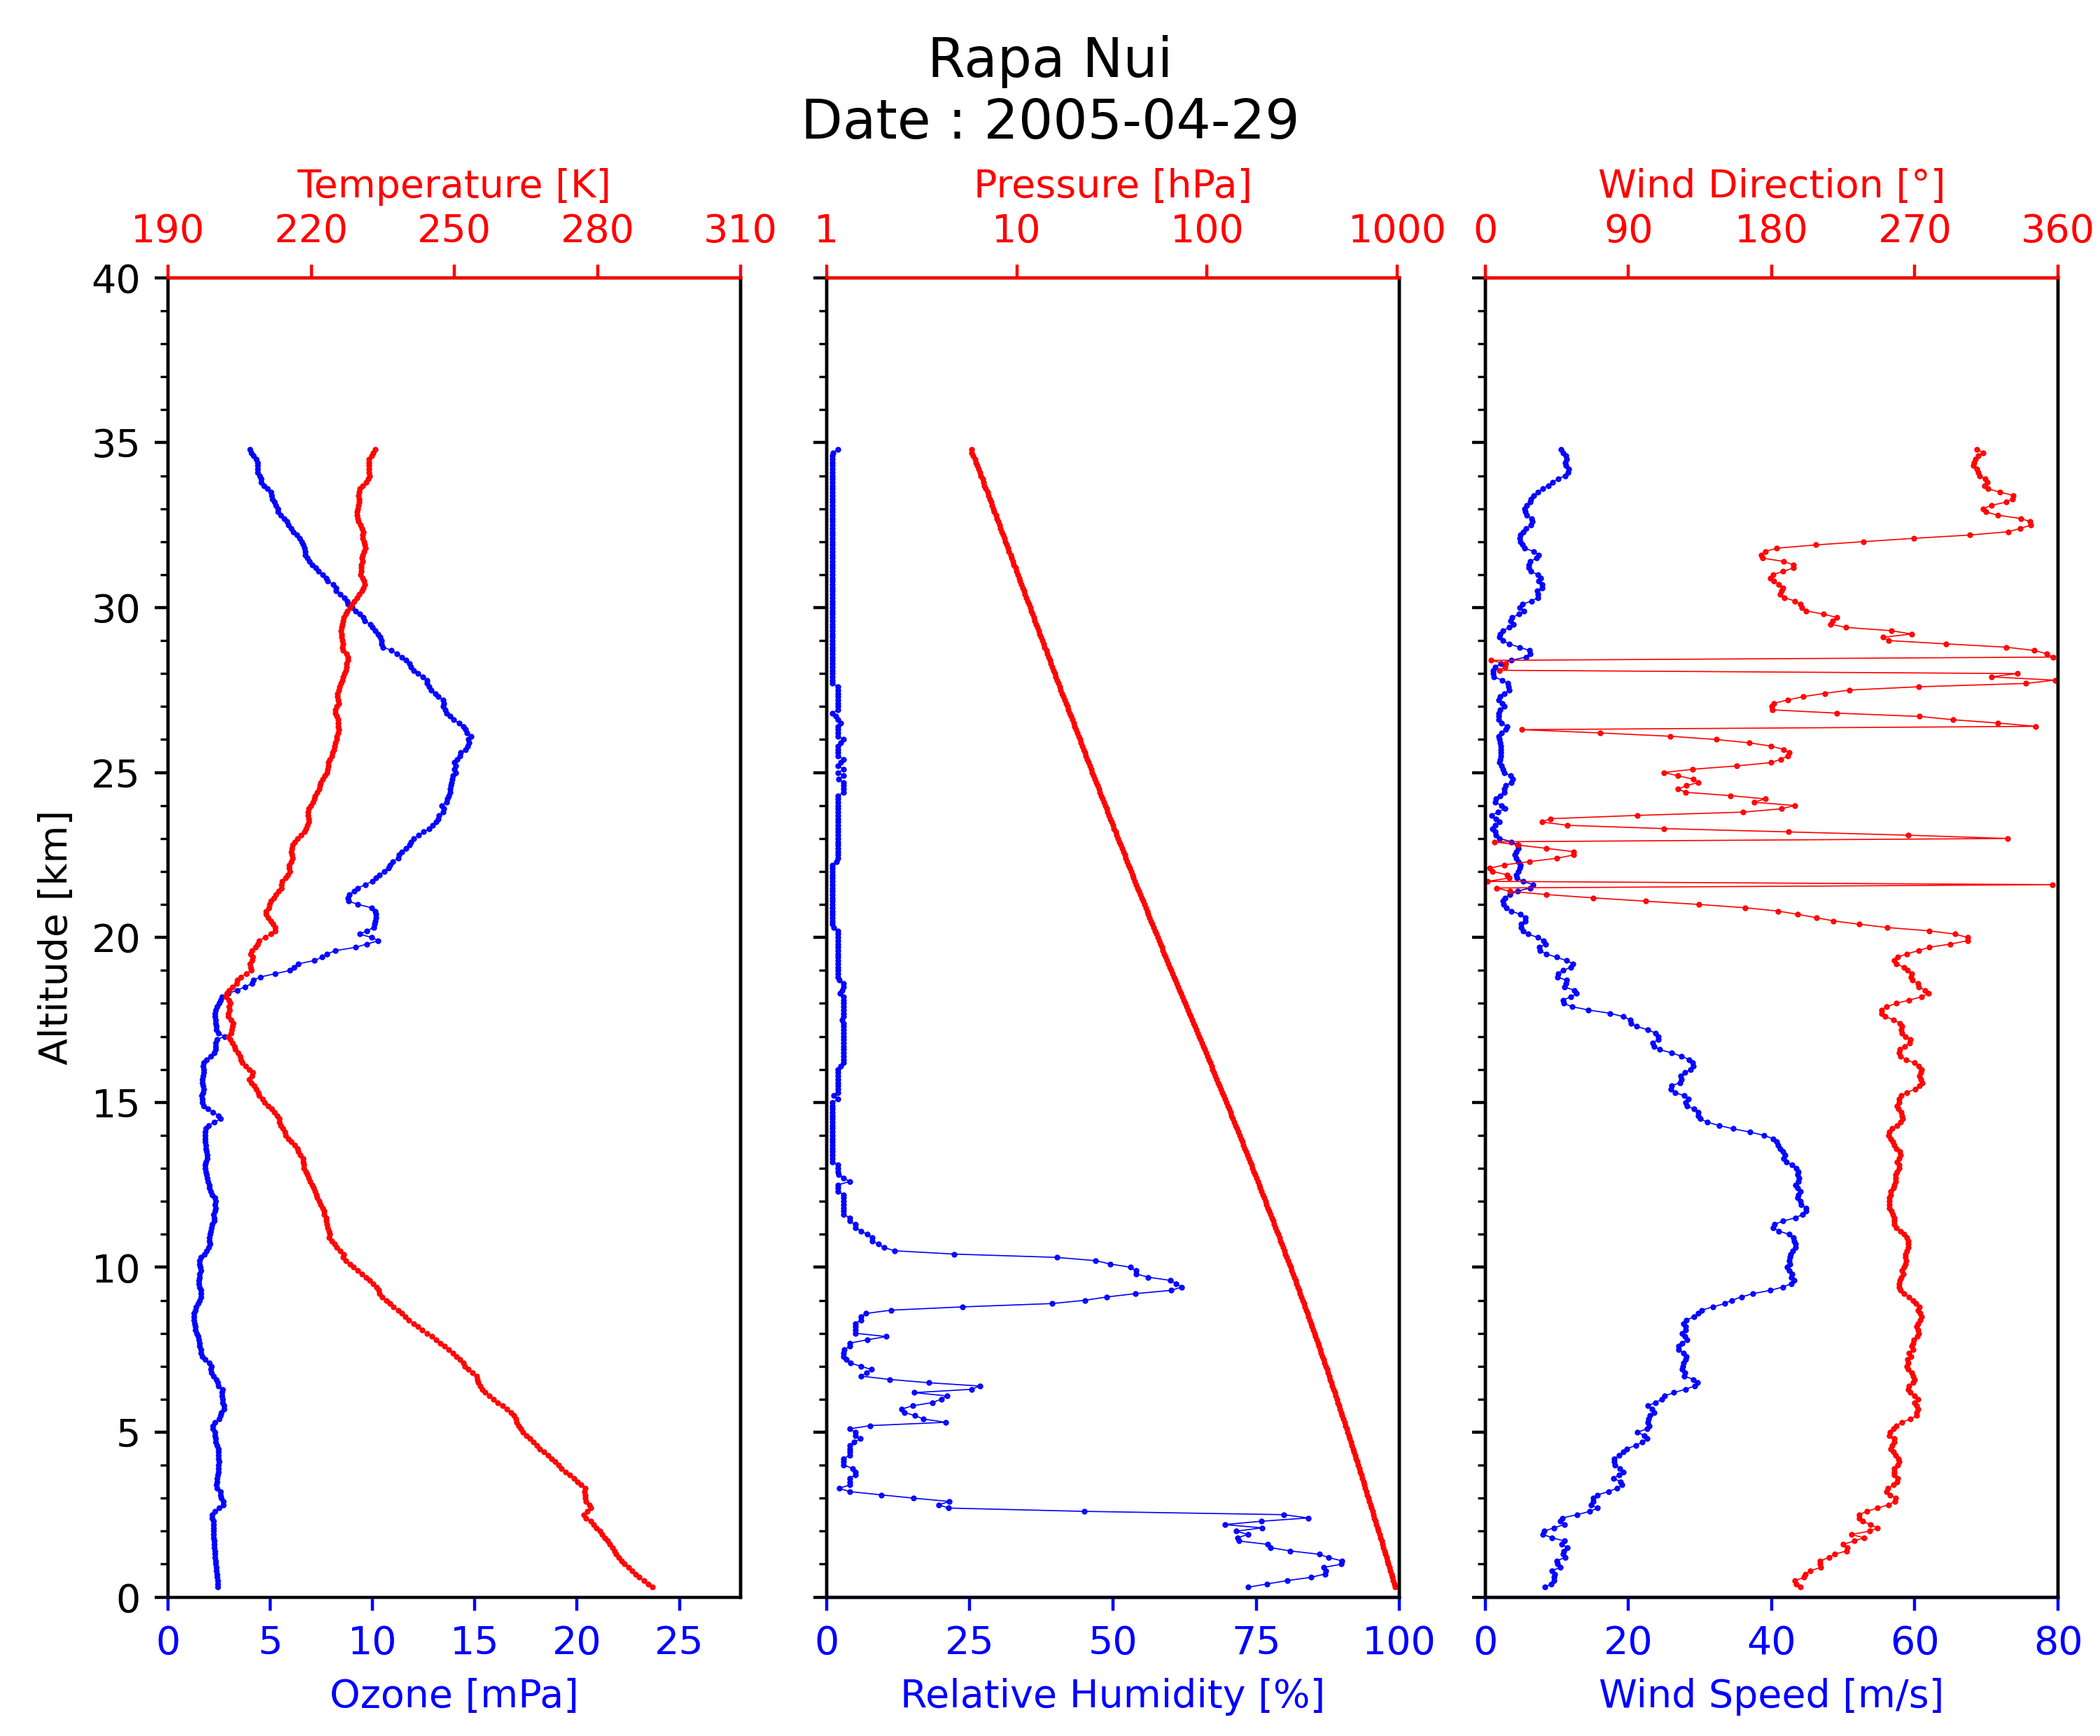 Rapa Nui
Date : 2005-04-29
Temperature [K]
190 220 250 280 310
Pressure [hPa]
1 10 100 1000
Wind Direction [°]
0 90 180 270 360
Altitude [km]
40
35
30
25
20
15
10
5
0
0 5 10 15 20 25
Ozone [mPa]
0 25 50 75 100
Relative Humidity [%]
0 20 40 60 80
Wind Speed [m/s]